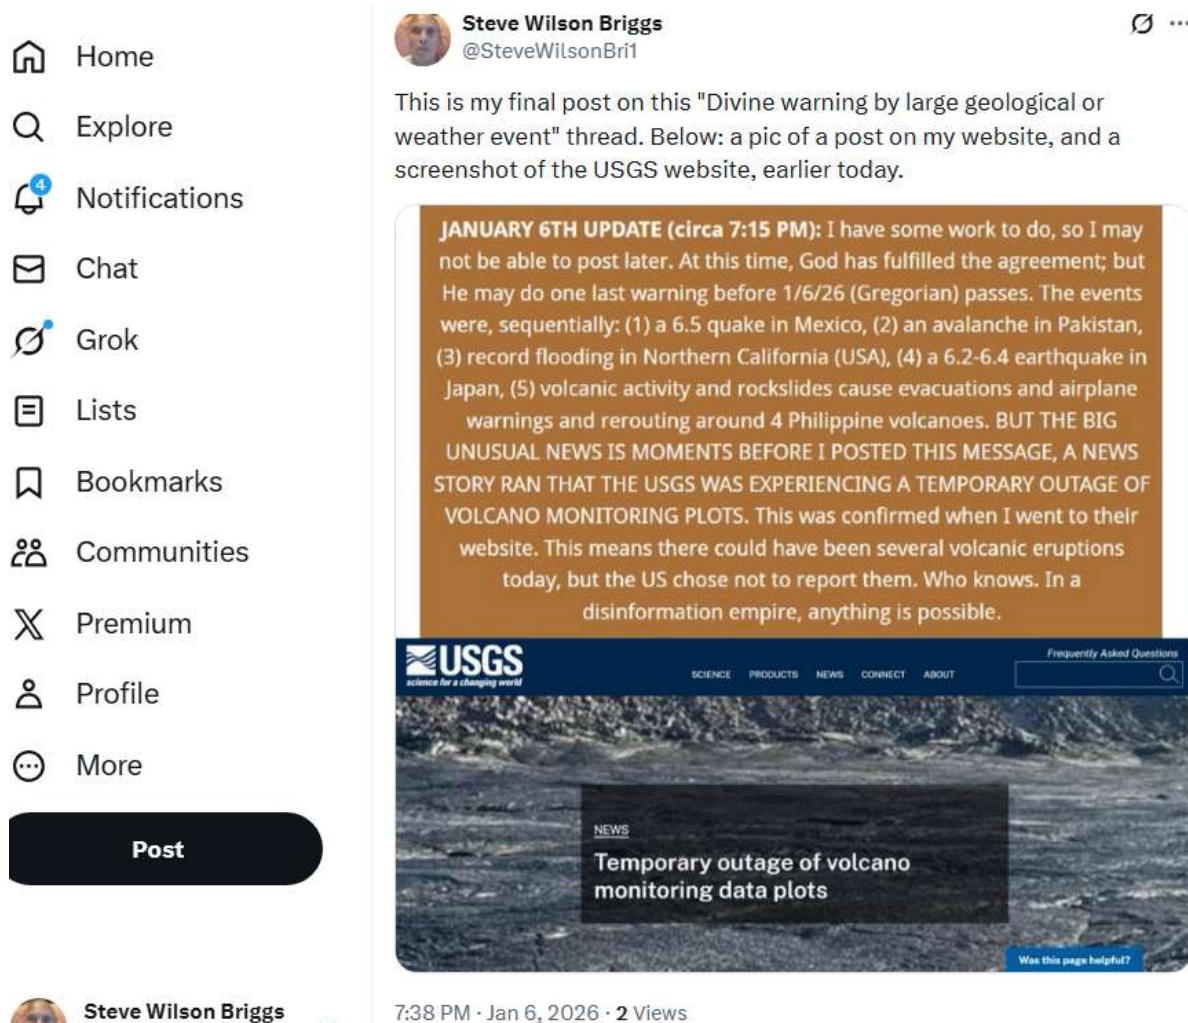 Home
Explore
4
Notifications
Chat
Grok
Lists
Bookmarks
Communities
Premium
Profile
More
Post
Steve Wilson Briggs
Steve Wilson Briggs
@SteveWilsonBri1
This is my final post on this "Divine warning by large geological or
weather event" thread. Below: a pic of a post on my website, and a
screenshot of the USGS website, earlier today.
JANUARY 6TH UPDATE (circa 7:15 PM): I have some work to do, so I may
not be able to post later. At this time, God has fulfilled the agreement; but
He may do one last warning before 1/6/26 (Gregorian) passes. The events
were, sequentially: (1) a 6.5 quake in Mexico, (2) an avalanche in Pakistan,
(3) record flooding in Northern California (USA), (4) a 6.2-6.4 earthquake in
Japan, (5) volcanic activity and rockslides cause evacuations and airplane
warnings and rerouting around 4 Philippine volcanoes. BUT THE BIG
UNUSUAL NEWS IS MOMENTS BEFORE I POSTED THIS MESSAGE, A NEWS
STORY RAN THAT THE USGS WAS EXPERIENCING A TEMPORARY OUTAGE OF
VOLCANO MONITORING PLOTS. This was confirmed when I went to their
website. This means there could have been several volcanic eruptions
today, but the US chose not to report them. Who knows. In a
disinformation empire, anything is possible.
USGS
science for a changing world
SCIENCE PRODUCTS NEWS CONNECT ABOUT
Frequently Asked Questions
NEWS
Temporary outage of volcano
monitoring data plots
Was this page helpful?
7:38 PM · Jan 6, 2026 · 2 Views